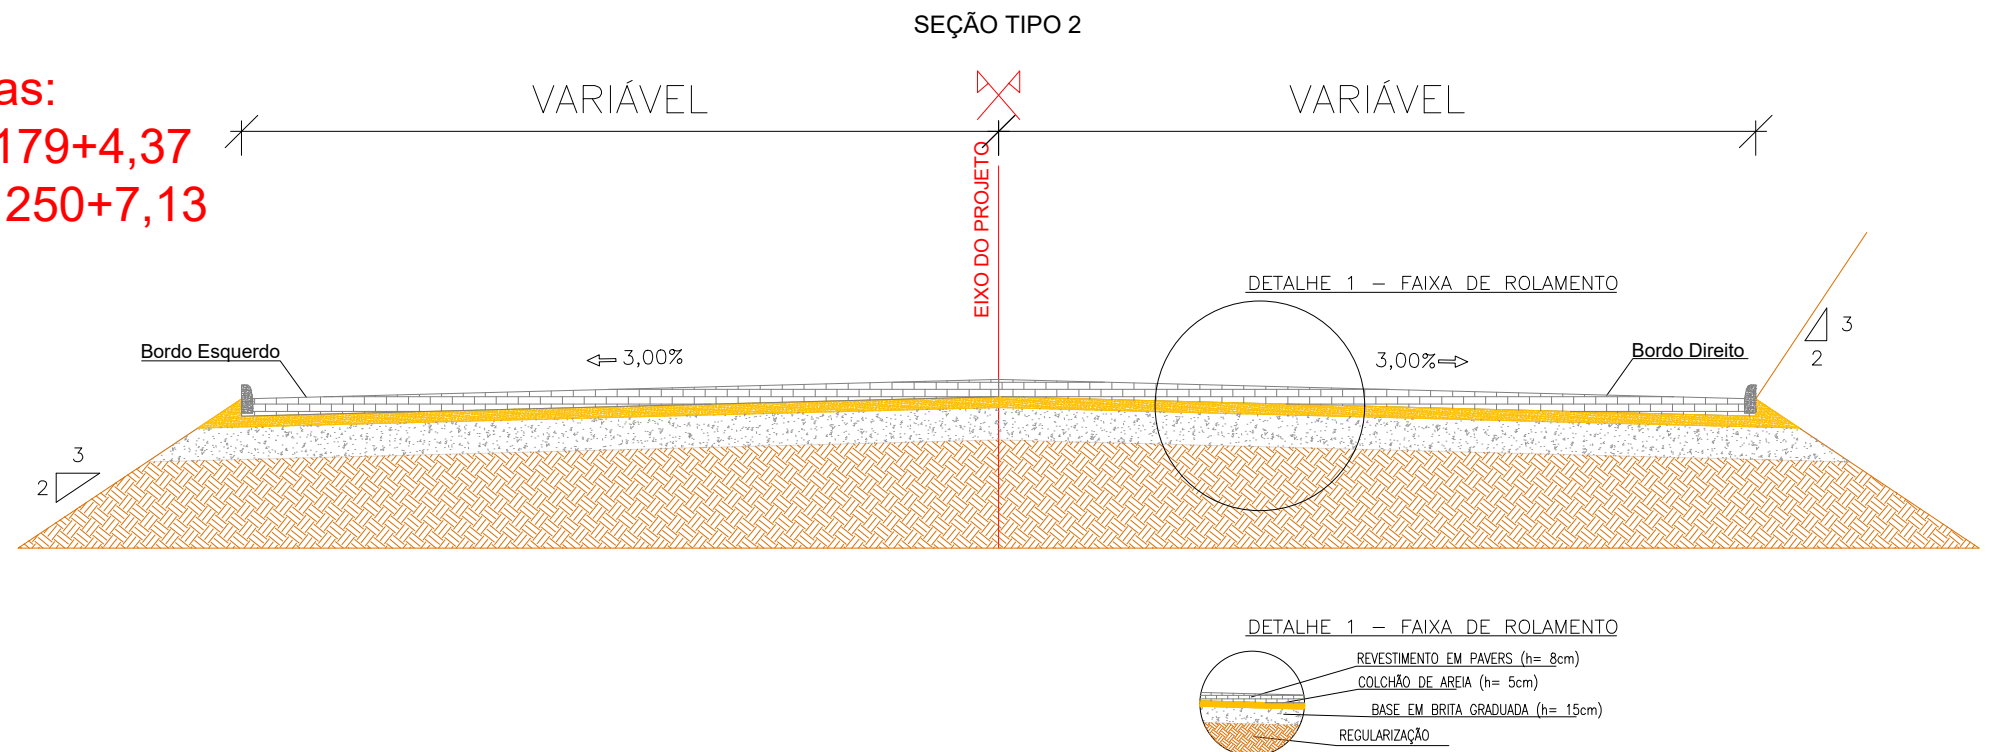 SEÇÃO TIPO 2
as:
179+4,37
250+7,13
VARIÁVEL
VARIÁVEL
EIXO DO PROJETO
DETALHE 1 – FAIXA DE ROLAMENTO
3
2
Bordo Esquerdo
3,00%
3,00%
Bordo Direito
3
2
DETALHE 1 – FAIXA DE ROLAMENTO
REVESTIMENTO EM PAVERS (h= 8cm)
COLCHÃO DE AREIA (h= 5cm)
BASE EM BRITA GRADUADA (h= 15cm)
REGULARIZAÇÃO